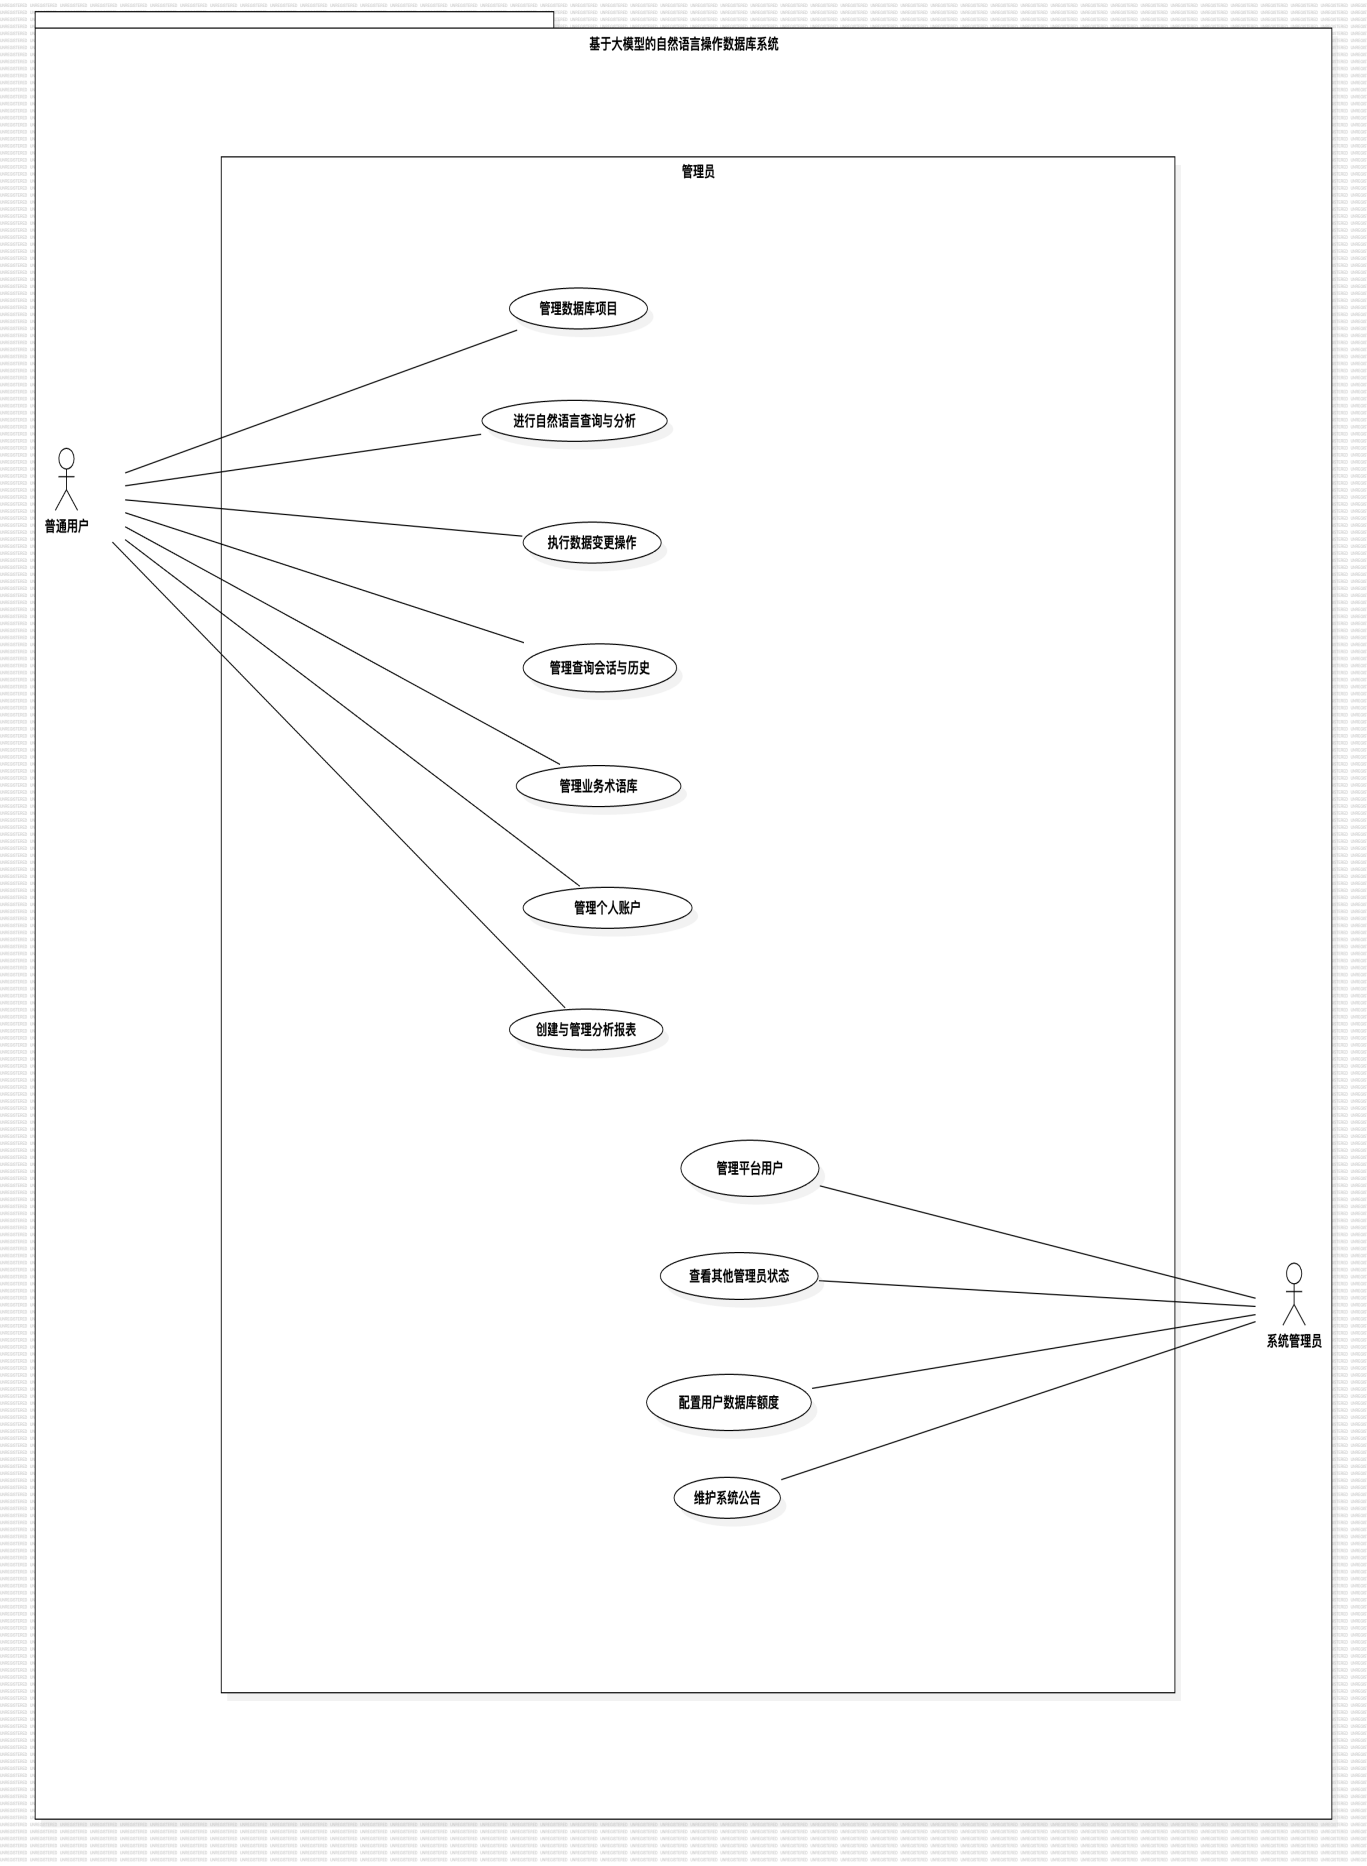 基于大模型的自然语言操作数据库系统
管理员
管理数据库项目
进行自然语言查询与分析
普通用户
执行数据变更操作
管理查询会话与历史
管理业务术语库
管理个人账户
创建与管理分析报表
管理平台用户
查看其他管理员状态
系统管理员
配置用户数据库额度
维护系统公告